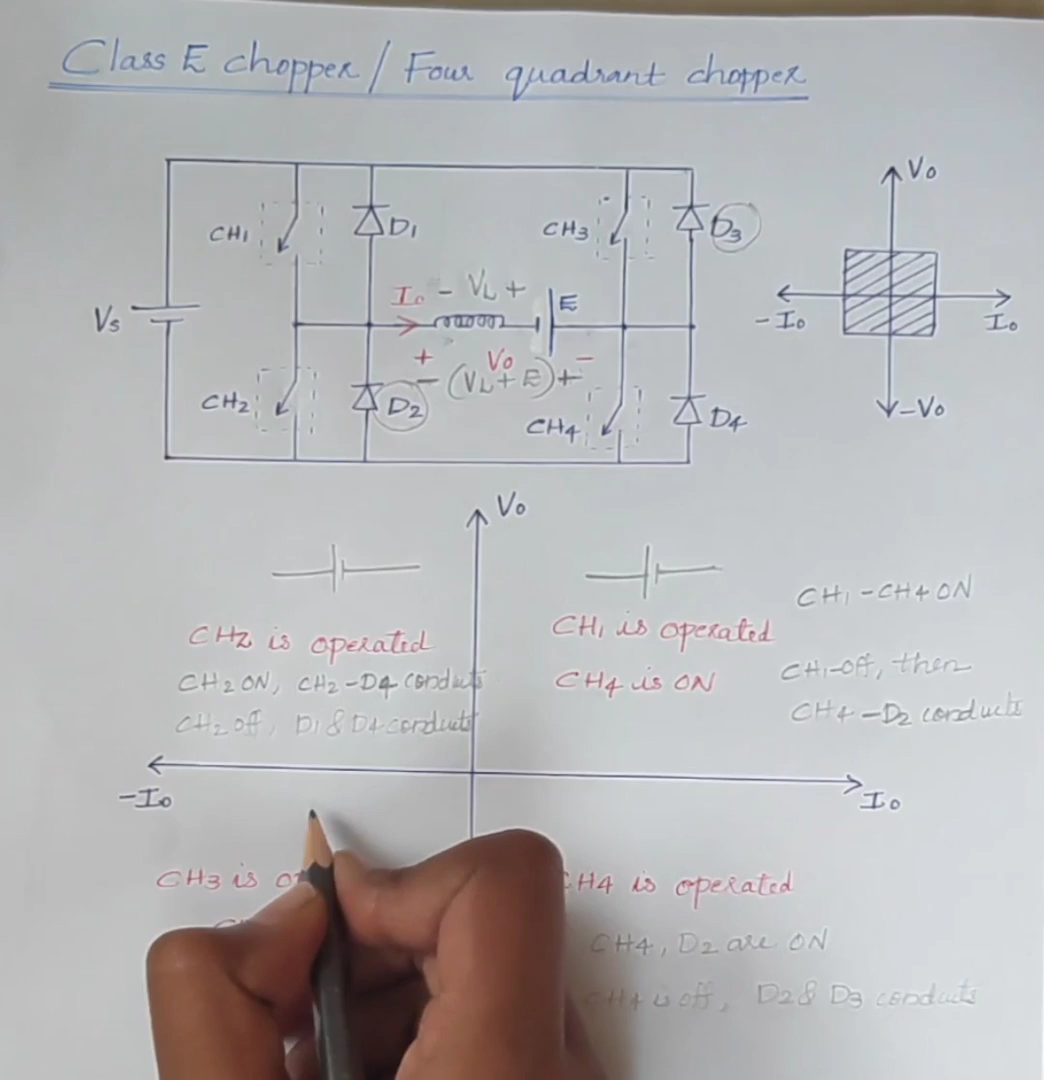 Class E chopper / Four quadrant chopper
Vo
CH1
D1
CH3
D3
Io - VL + E
Vs
-Io
Io
+ Vo -
- (VL + E) +
CH2
D2
CH4
D4
-Vo
Vo
CH1 - CH4 ON
CH2 is operated
CH1 is operated
CH2 ON, CH2 - D4 conducts
CH4 is ON
CH1-off, then
CH2 off, D1 & D4 conducts
CH4 - D2 conducts
-Io
Io
CH3 is
CH4 is operated
CH4, D2 are ON
CH4 is off, D2 & D3 conducts